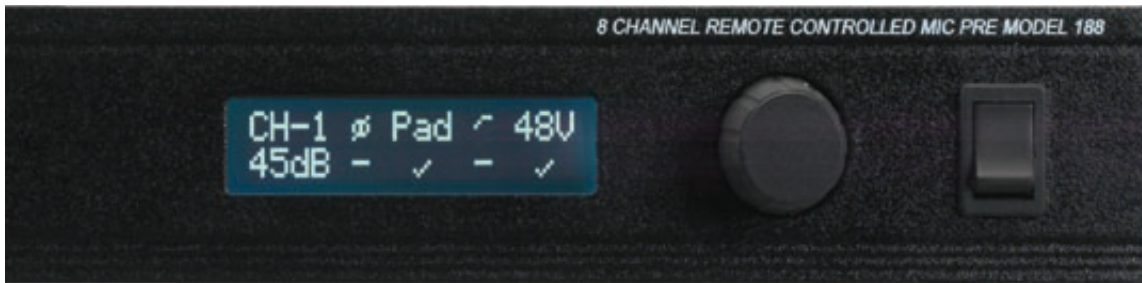 8 CHANNEL REMOTE CONTROLLED MIC PRE MODEL 188
CH-1 ø Pad ⌌ 48V
45dB - ✓ - ✓